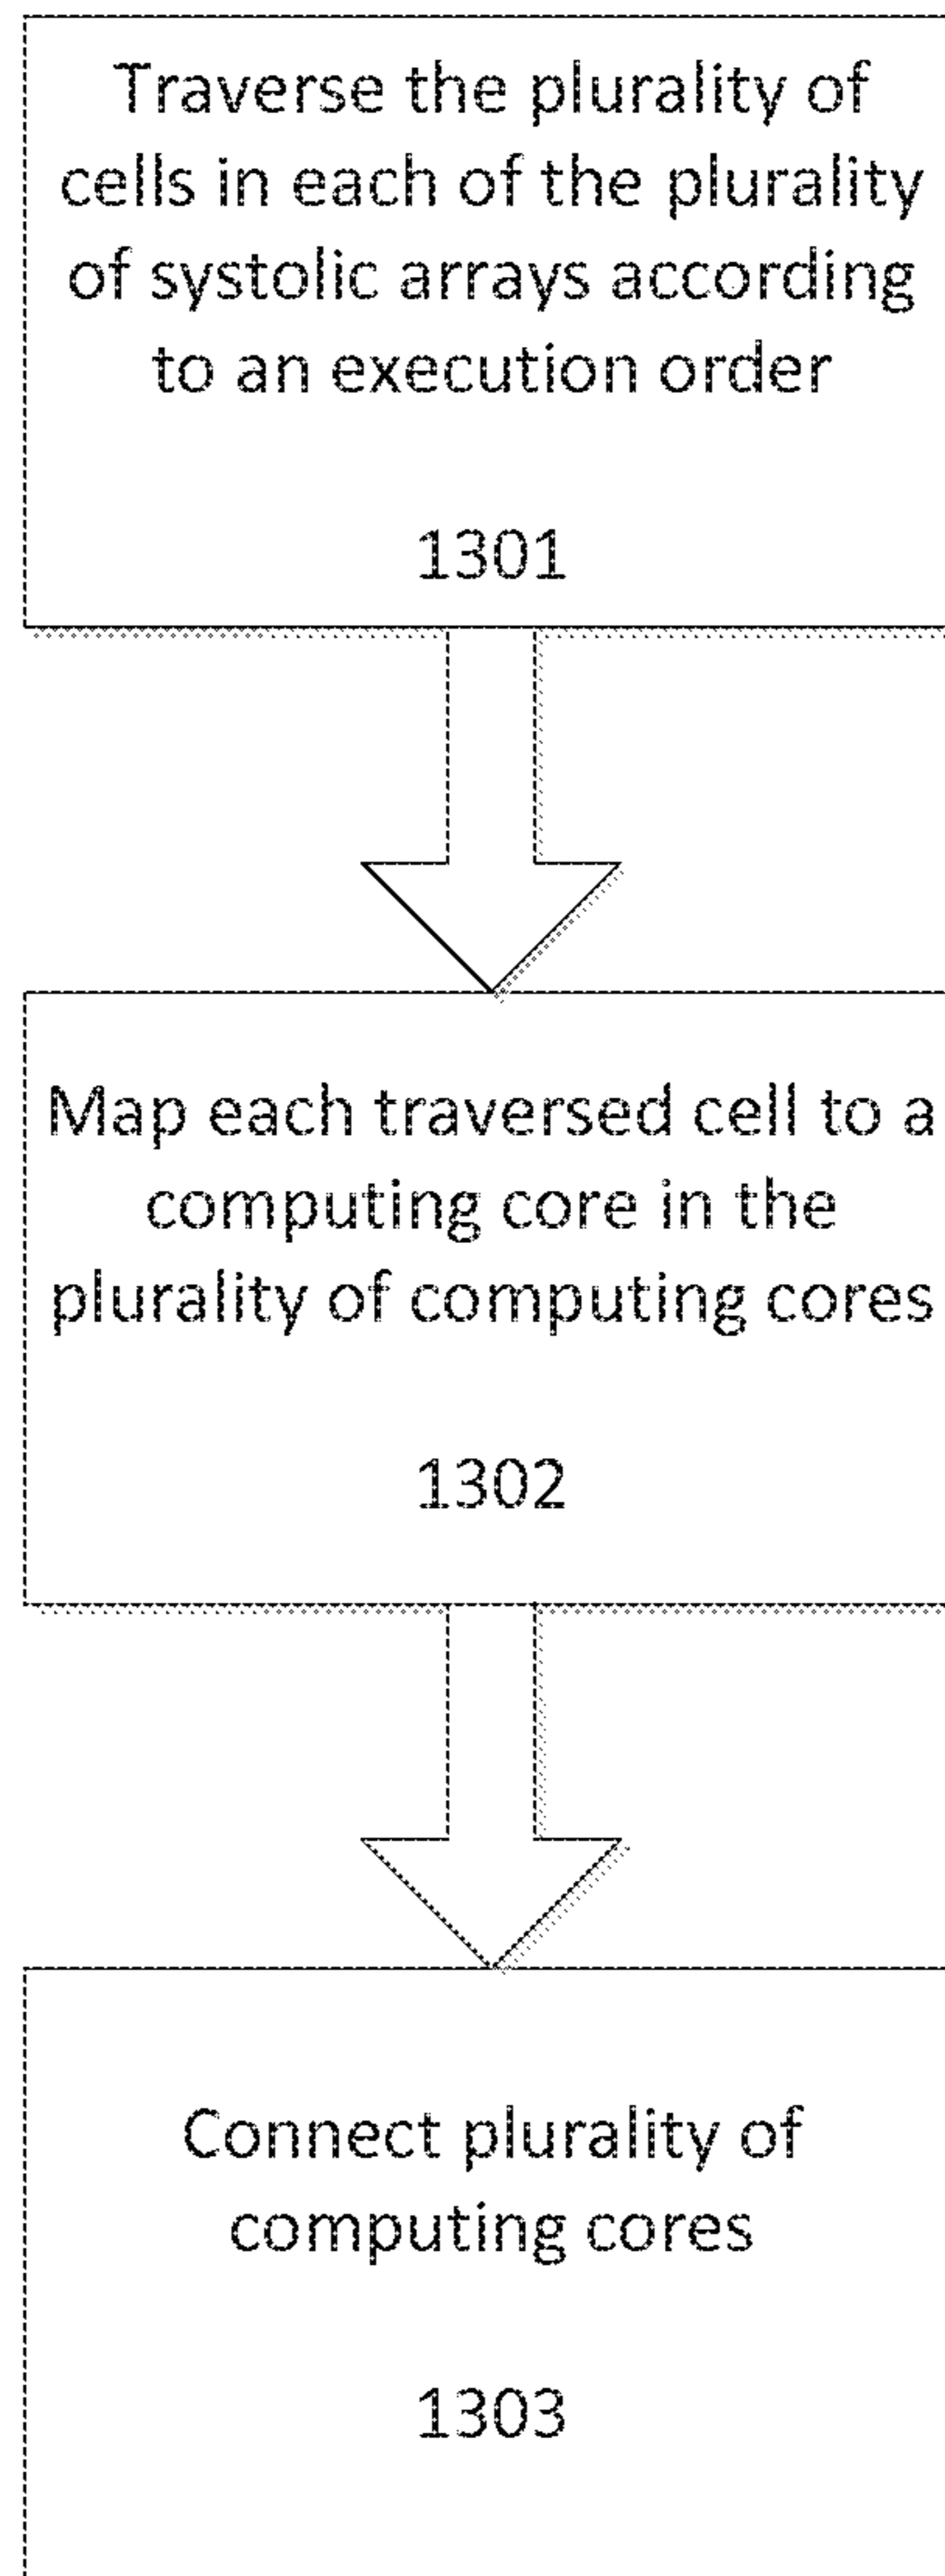 Traverse the plurality of
cells in each of the plurality
of systolic arrays according
to an execution order
1301
Map each traversed cell to a
computing core in the
plurality of computing cores
1302
Connect plurality of
computing cores
1303